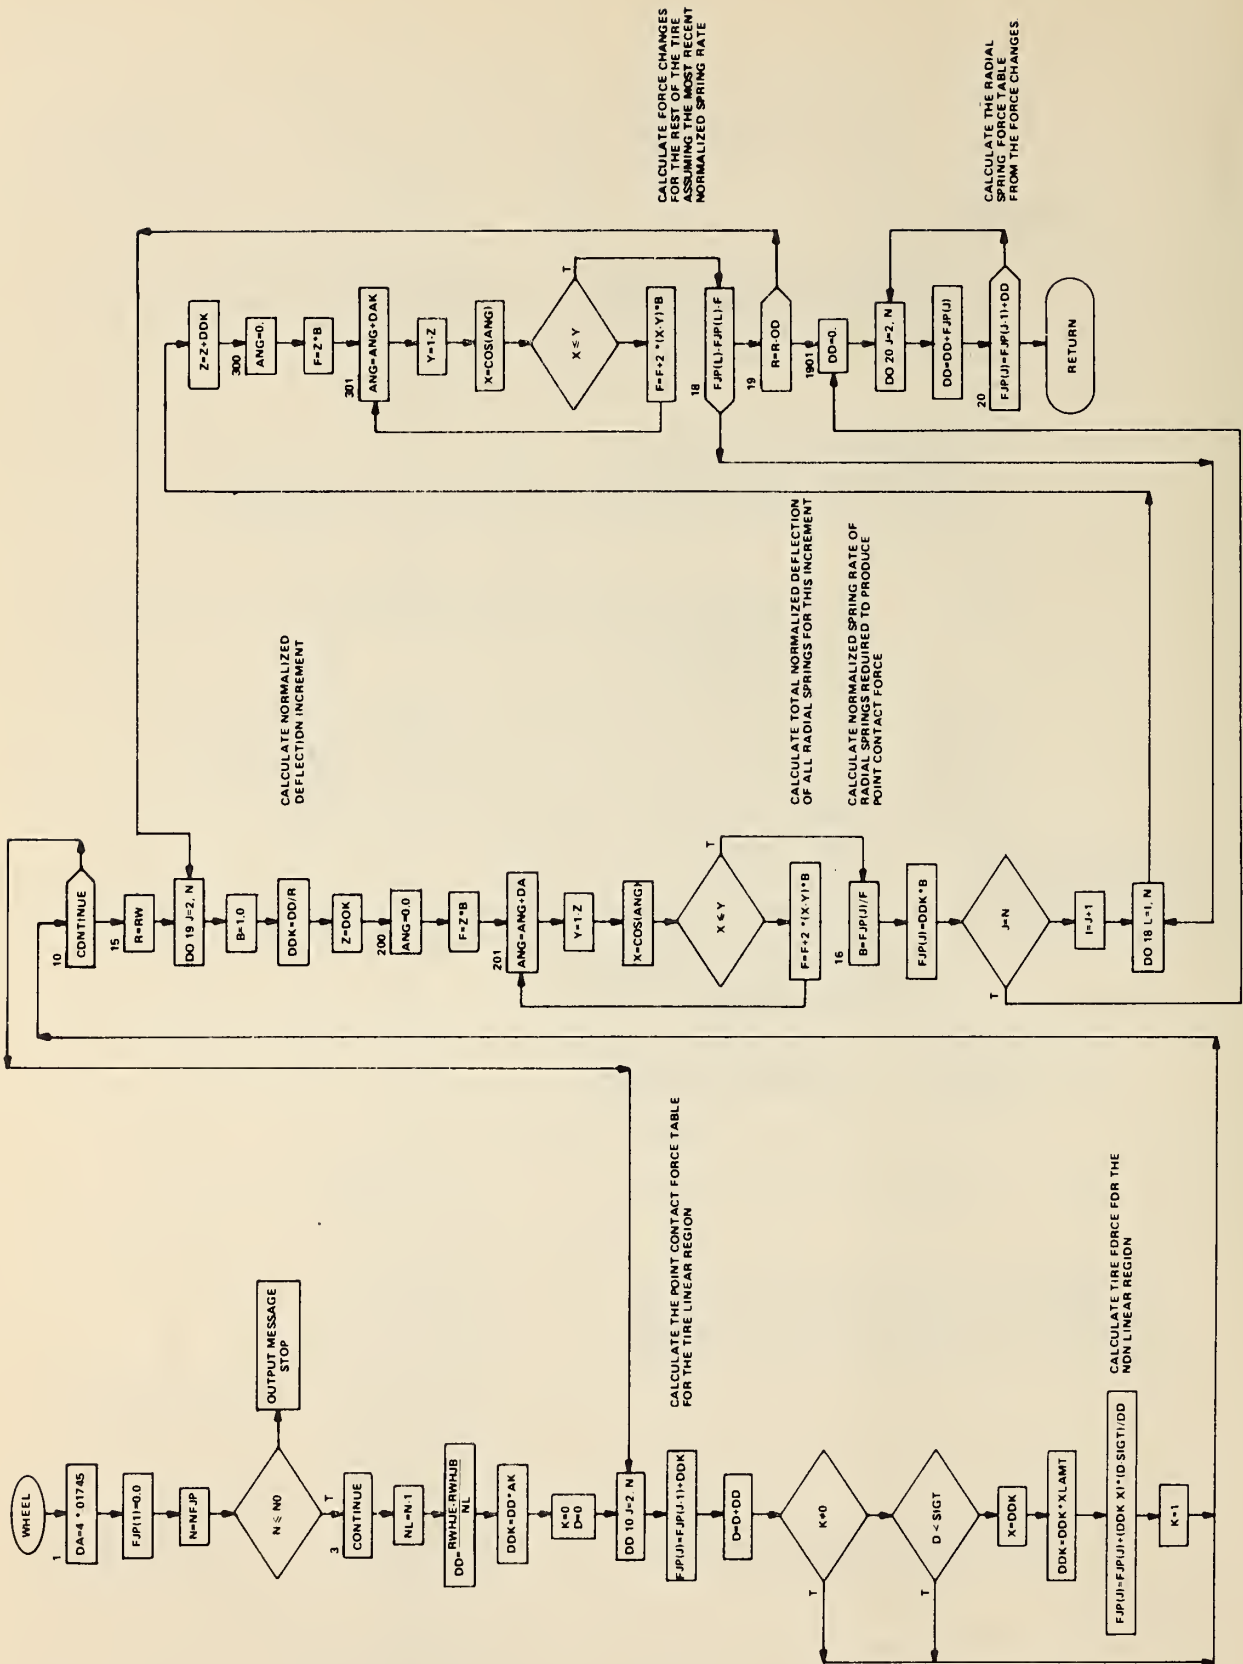 WHEEL
1
DA=4 * 01745
FJP(1)=0.0
N=NFJP
N ≤ NO
OUTPUT MESSAGE
STOP
T
3
CONTINUE
NL=N-1
DD=RWHJE-RWHJB
NL
DDK=DD*AK
K=0
D=0
DD 10 J=2, N
CALCULATE THE POINT CONTACT FORCE TABLE
FOR THE TIRE LINEAR REGION
FJP(J)=FJP(J-1)+DDK
D=D+DD
K≠0
T
D < SIGT
T
X=DDK
DDK=DDK*XLAMT
CALCULATE TIRE FORCE FOR THE
NDN LINEAR REGION
FJP(J)=FJP(J)+(DDK X)*(D-SIGT)/DD
K=1
10
CONTINUE
15
R=RW
DO 19 J=2, N
B=1.0
CALCULATE NORMALIZED
DEFLECTION INCREMENT
DDK=DD/R
Z=DOK
200
ANG=0.0
F=Z*B
201
ANG=ANG+DA
Y=1-Z
X=COS(ANG)
X ≤ Y
T
CALCULATE TOTAL NORMALIZED DEFLECTION
OF ALL RADIAL SPRINGS FOR THIS INCREMENT
F=F+2 *(X-Y)*B
CALCULATE NORMALIZED SPRING RATE OF
RADIAL SPRINGS REDUIRED TO PRODUCE
POINT CONTACT FORCE
16
B=FJP(J)/F
FJP(J)=DDK*B
J=N
T
I=J+1
DO 18 L=I, N
Z=Z+DDK
300
ANG=0.
F=Z*B
301
ANG=ANG+DAK
Y=1-Z
X=COS(ANG)
X ≤ Y
T
F=F+2 *(X-Y)*B
CALCULATE FORCE CHANGES
FOR THE REST OF THE TIRE
ASSUMING THE MOST RECENT
NORMALIZED SPRING RATE
18
FJP(L)-FJP(L)-F
19
R=R-OD
1901
DD=0.
DO 20 J=2, N
DD=DD+FJP(J)
CALCULATE THE RADIAL
SPRING FORCE TABLE
FROM THE FORCE CHANGES
20
FJP(J)=FJP(J-1)+DD
RETURN